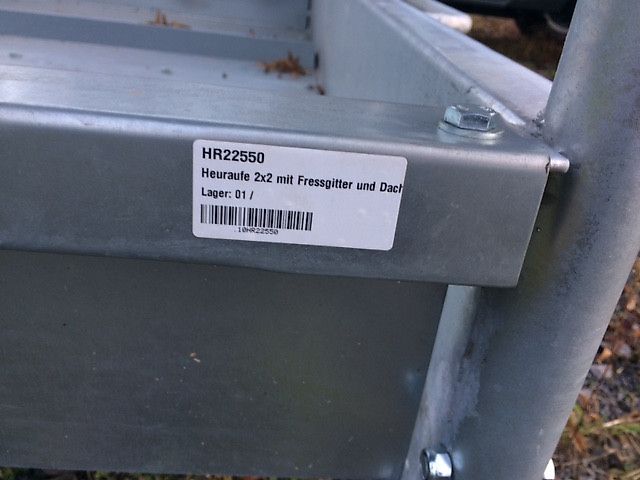 HR22550
Heuraufe 2x2 mit Fressgitter und Dach
Lager: 01 /
.10HR22550